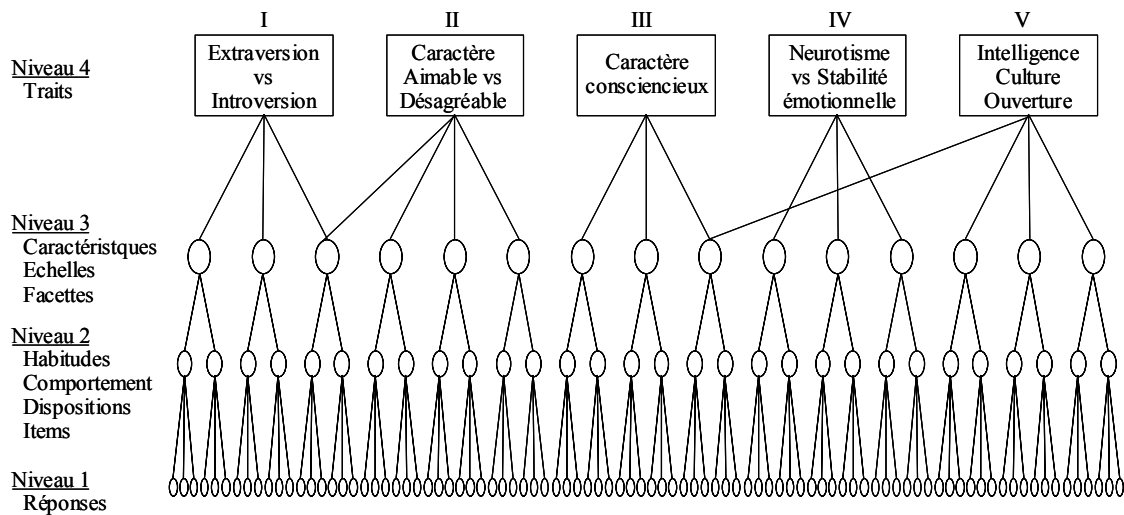 I
II
III
IV
V
Niveau 4
Traits
Extraversion
vs
Introversion
Caractère
Aimable vs
Désagréable
Caractère
consciencieux
Neurotisme
vs Stabilité
émotionnelle
Intelligence
Culture
Ouverture
Niveau 3
Caractéristques
Echelles
Facettes
Niveau 2
Habitudes
Comportement
Dispositions
Items
Niveau 1
Réponses